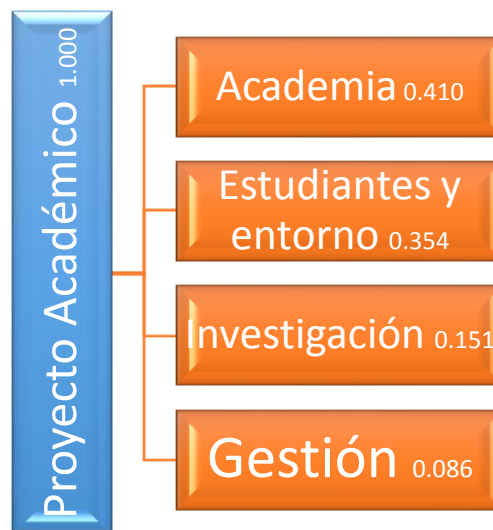 Proyecto Académico 1.000
Academia 0.410
Estudiantes y
entorno 0.354
Investigación 0.151
Gestión 0.086